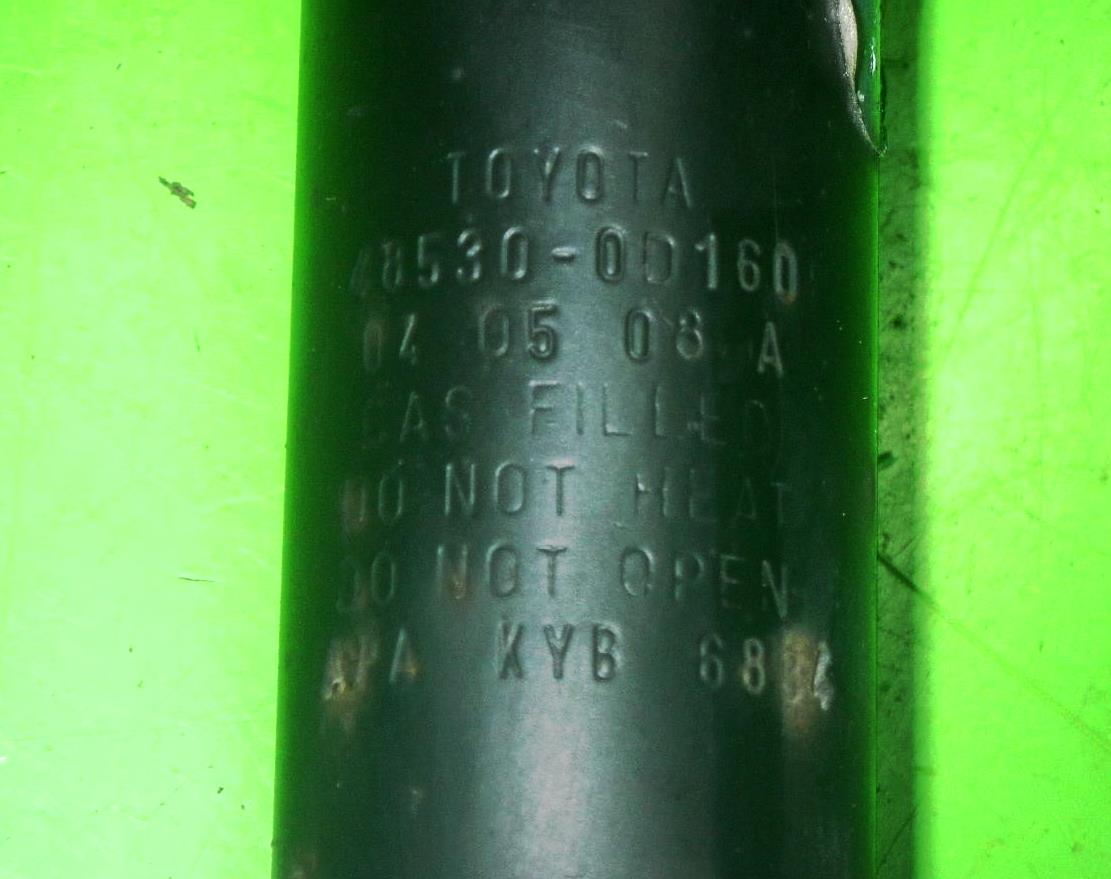 TOYOTA
48530-0D160
04 05 08 A
GAS FILLED
DO NOT HEAT
DO NOT OPEN
KYB